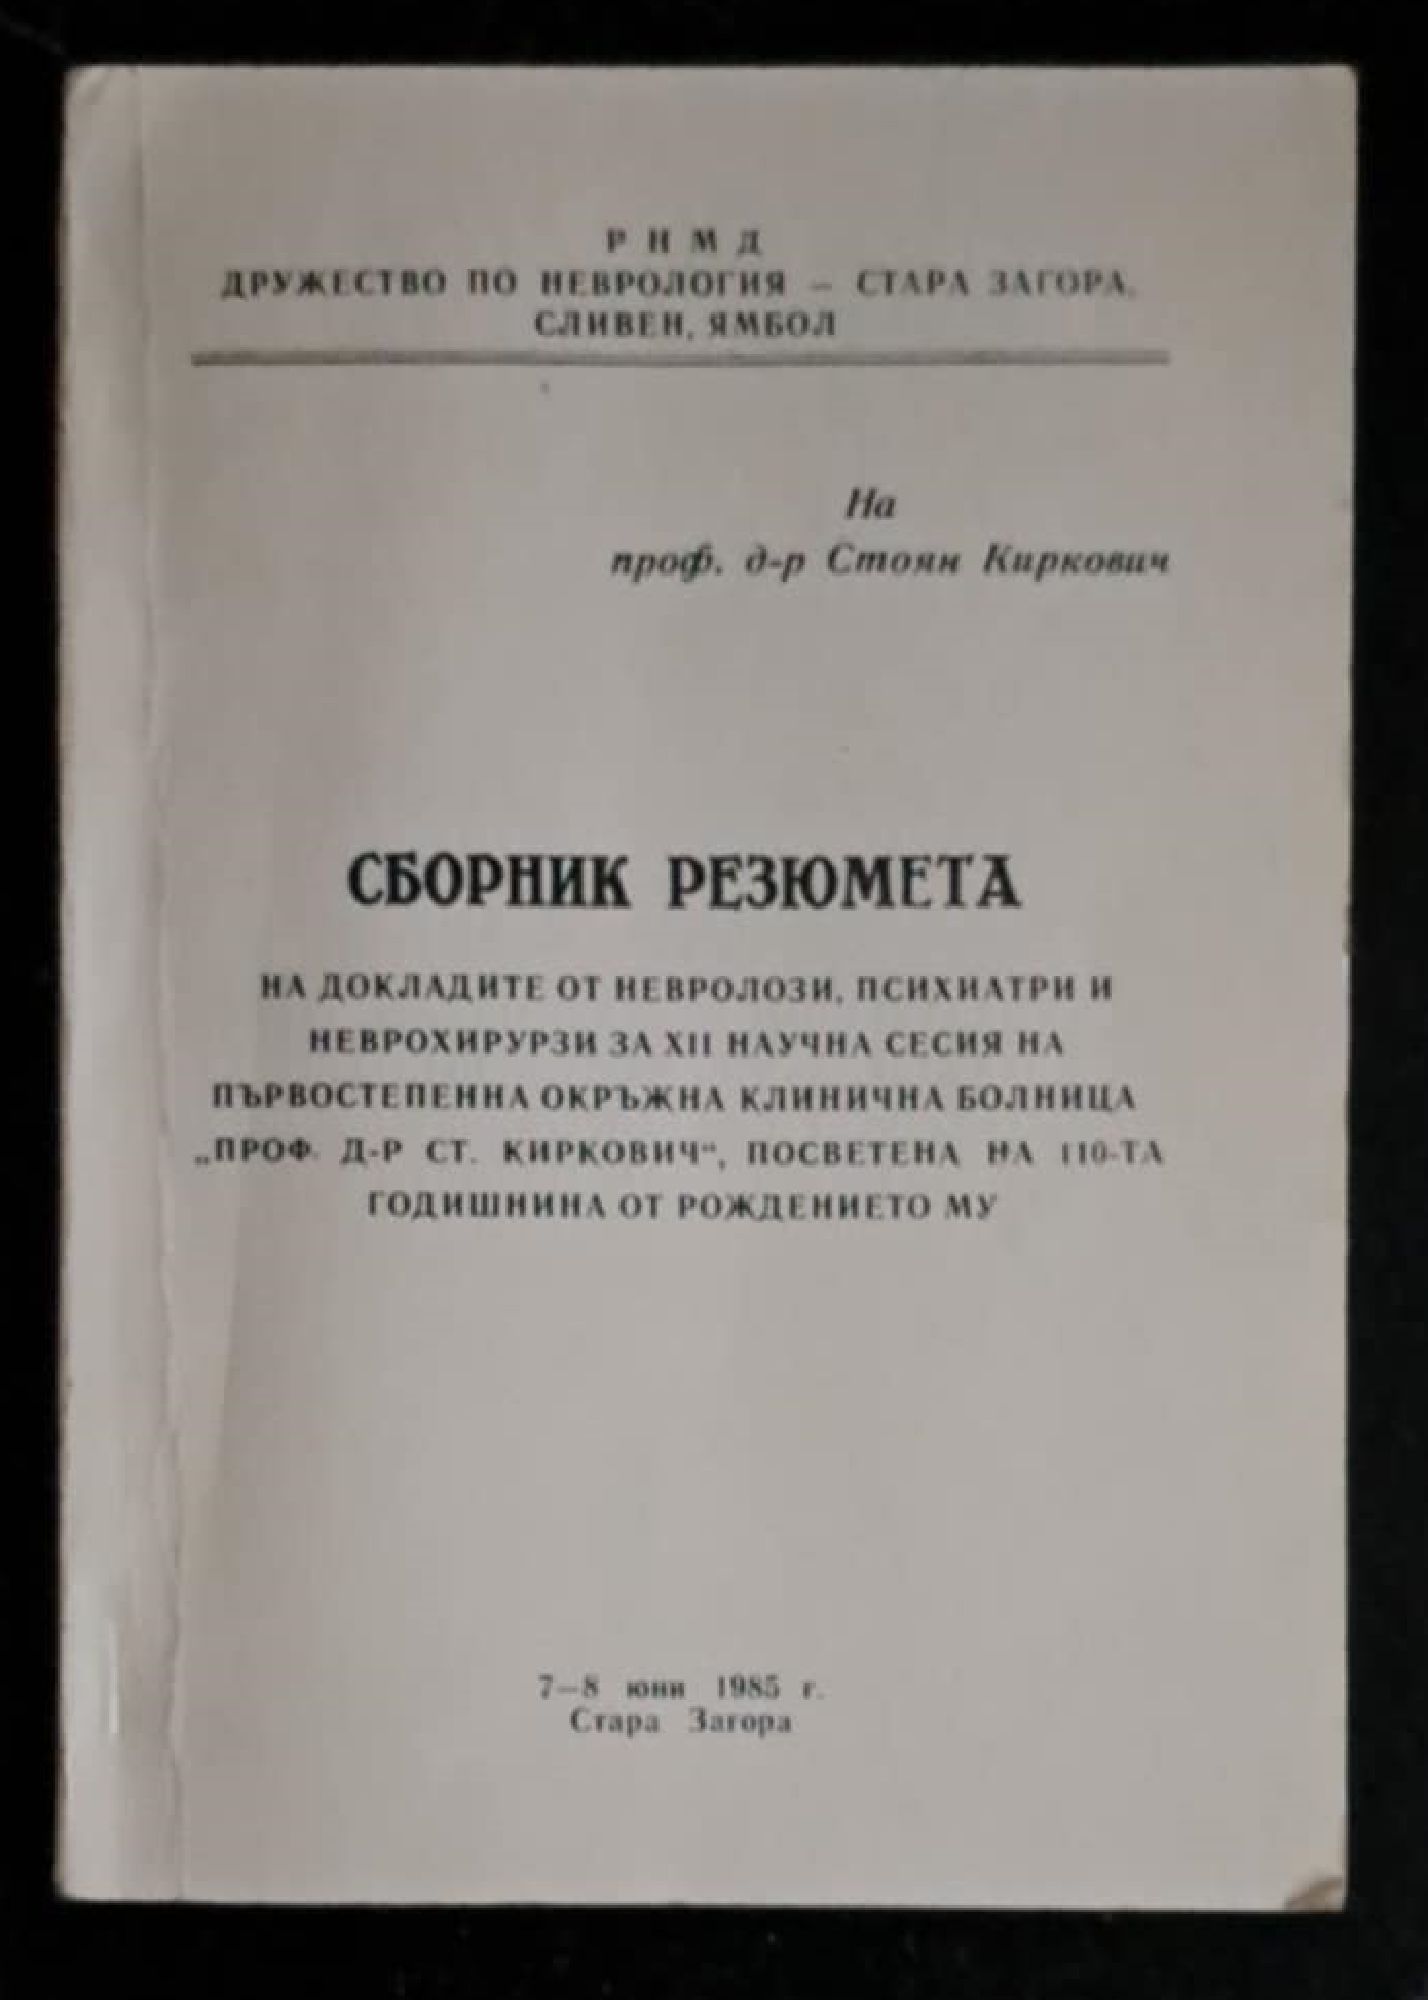 Р Н М Д
ДРУЖЕСТВО ПО НЕВРОЛОГИЯ – СТАРА ЗАГОРА,
СЛИВЕН, ЯМБОЛ
На
проф. д-р Стоян Киркович
СБОРНИК РЕЗЮМЕТА
НА ДОКЛАДИТЕ ОТ НЕВРОЛОЗИ, ПСИХИАТРИ И
НЕВРОХИРУРЗИ ЗА XII НАУЧНА СЕСИЯ НА
ПЪРВОСТЕПЕННА ОКРЪЖНА КЛИНИЧНА БОЛНИЦА
„ПРОФ. Д-Р СТ. КИРКОВИЧ“, ПОСВЕТЕНА НА 110-ТА
ГОДИШНИНА ОТ РОЖДЕНИЕТО МУ
7–8 юни 1985 г.
Стара Загора